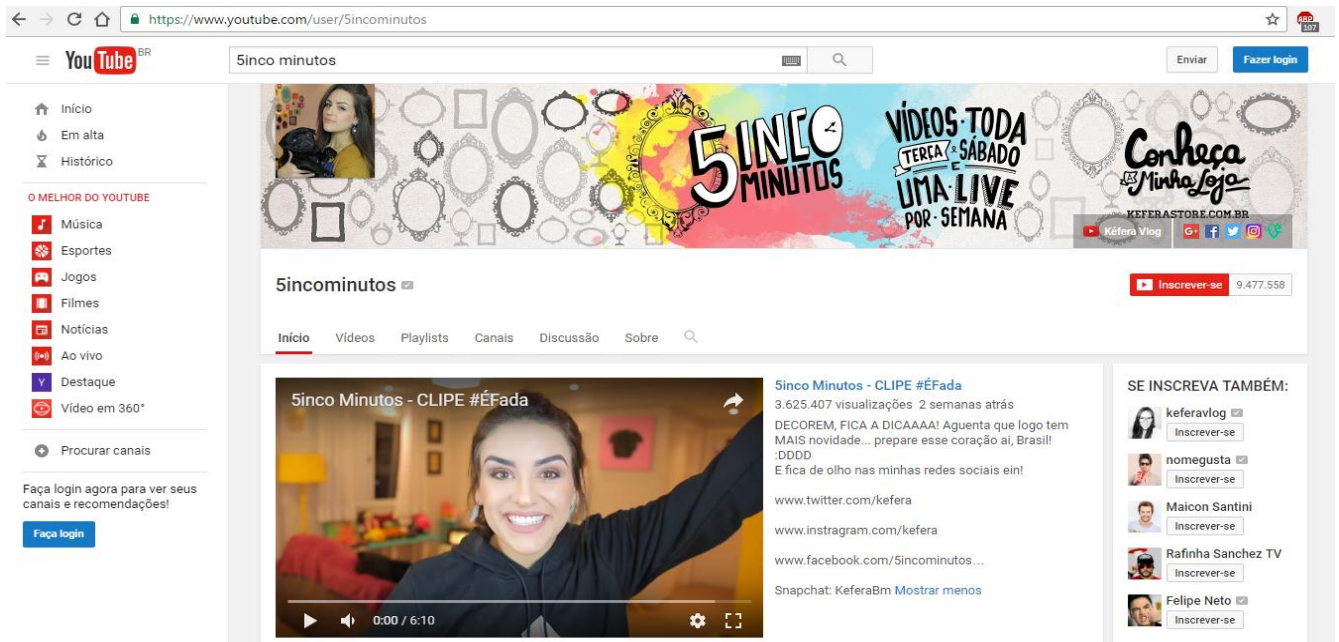 https://www.youtube.com/user/5incominutos
ABP
107
YouTube BR
5inco minutos
Enviar
Fazer login
Início
Em alta
Histórico
O MELHOR DO YOUTUBE
Música
Esportes
Jogos
Filmes
Notícias
Ao vivo
Destaque
Vídeo em 360°
Procurar canais
Faça login agora para ver seus
canais e recomendações!
Faça login
5INCO
MINUTOS
VÍDEOS·TODA
TERÇA E SÁBADO
E
UMA·LIVE
POR·SEMANA
Conheça
A Minha Loja
KEFERASTORE.COM.BR
Kéfera Vlog
5incominutos
Inscrever-se 9.477.558
Início Vídeos Playlists Canais Discussão Sobre
5inco Minutos - CLIPE #ÉFada
0:00 / 6:10
5inco Minutos - CLIPE #ÉFada
3.625.407 visualizações 2 semanas atrás
DECOREM, FICA A DICAAAA! Aguenta que logo tem
MAIS novidade... prepare esse coração ai, Brasil!
:DDDD
E fica de olho nas minhas redes sociais ein!
www.twitter.com/kefera
www.instragram.com/kefera
www.facebook.com/5incominutos...
Snapchat: KeferaBm Mostrar menos
SE INSCREVA TAMBÉM:
keferavlog
Inscrever-se
nomegusta
Inscrever-se
Maicon Santini
Inscrever-se
Rafinha Sanchez TV
Inscrever-se
Felipe Neto
Inscrever-se